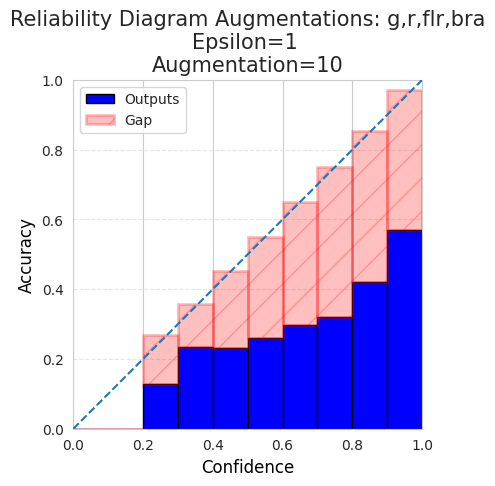 Reliability Diagram Augmentations: g,r,flr,bra
Epsilon=1
Augmentation=10
Outputs
Gap
Accuracy
1.0
0.8
0.6
0.4
0.2
0.0
0.0 0.2 0.4 0.6 0.8 1.0
Confidence